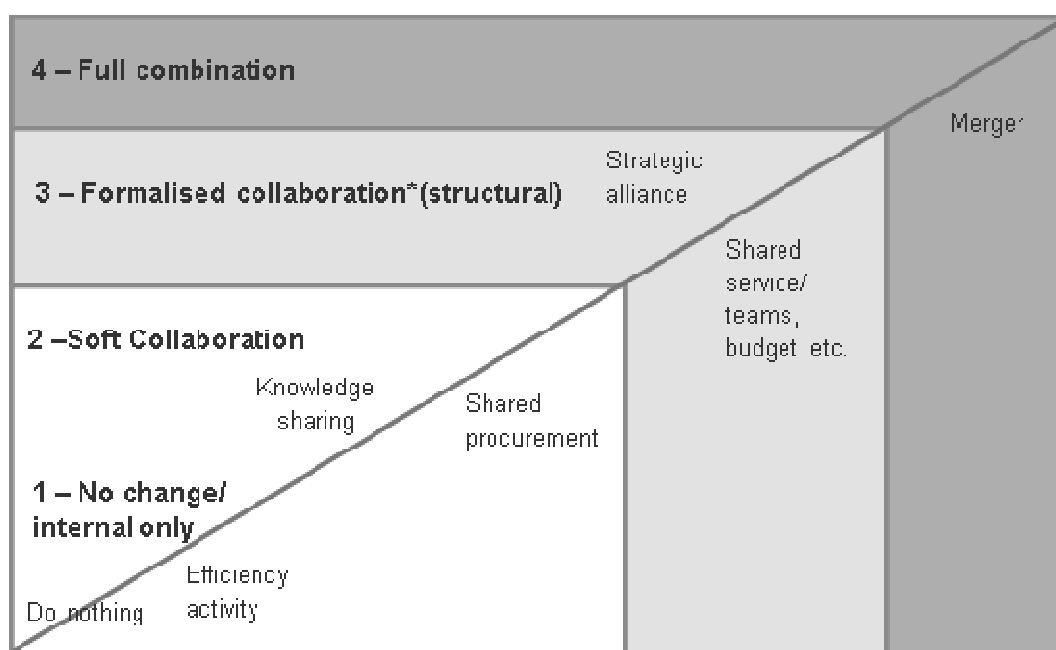 4 – Full combination
Merger
Strategic
alliance
3 – Formalised collaboration*(structural)
Shared
service/
teams,
budget etc.
2 –Soft Collaboration
Knowledge
sharing
Shared
procurement
1 – No change/
internal only
Efficiency
activity
Do nothing